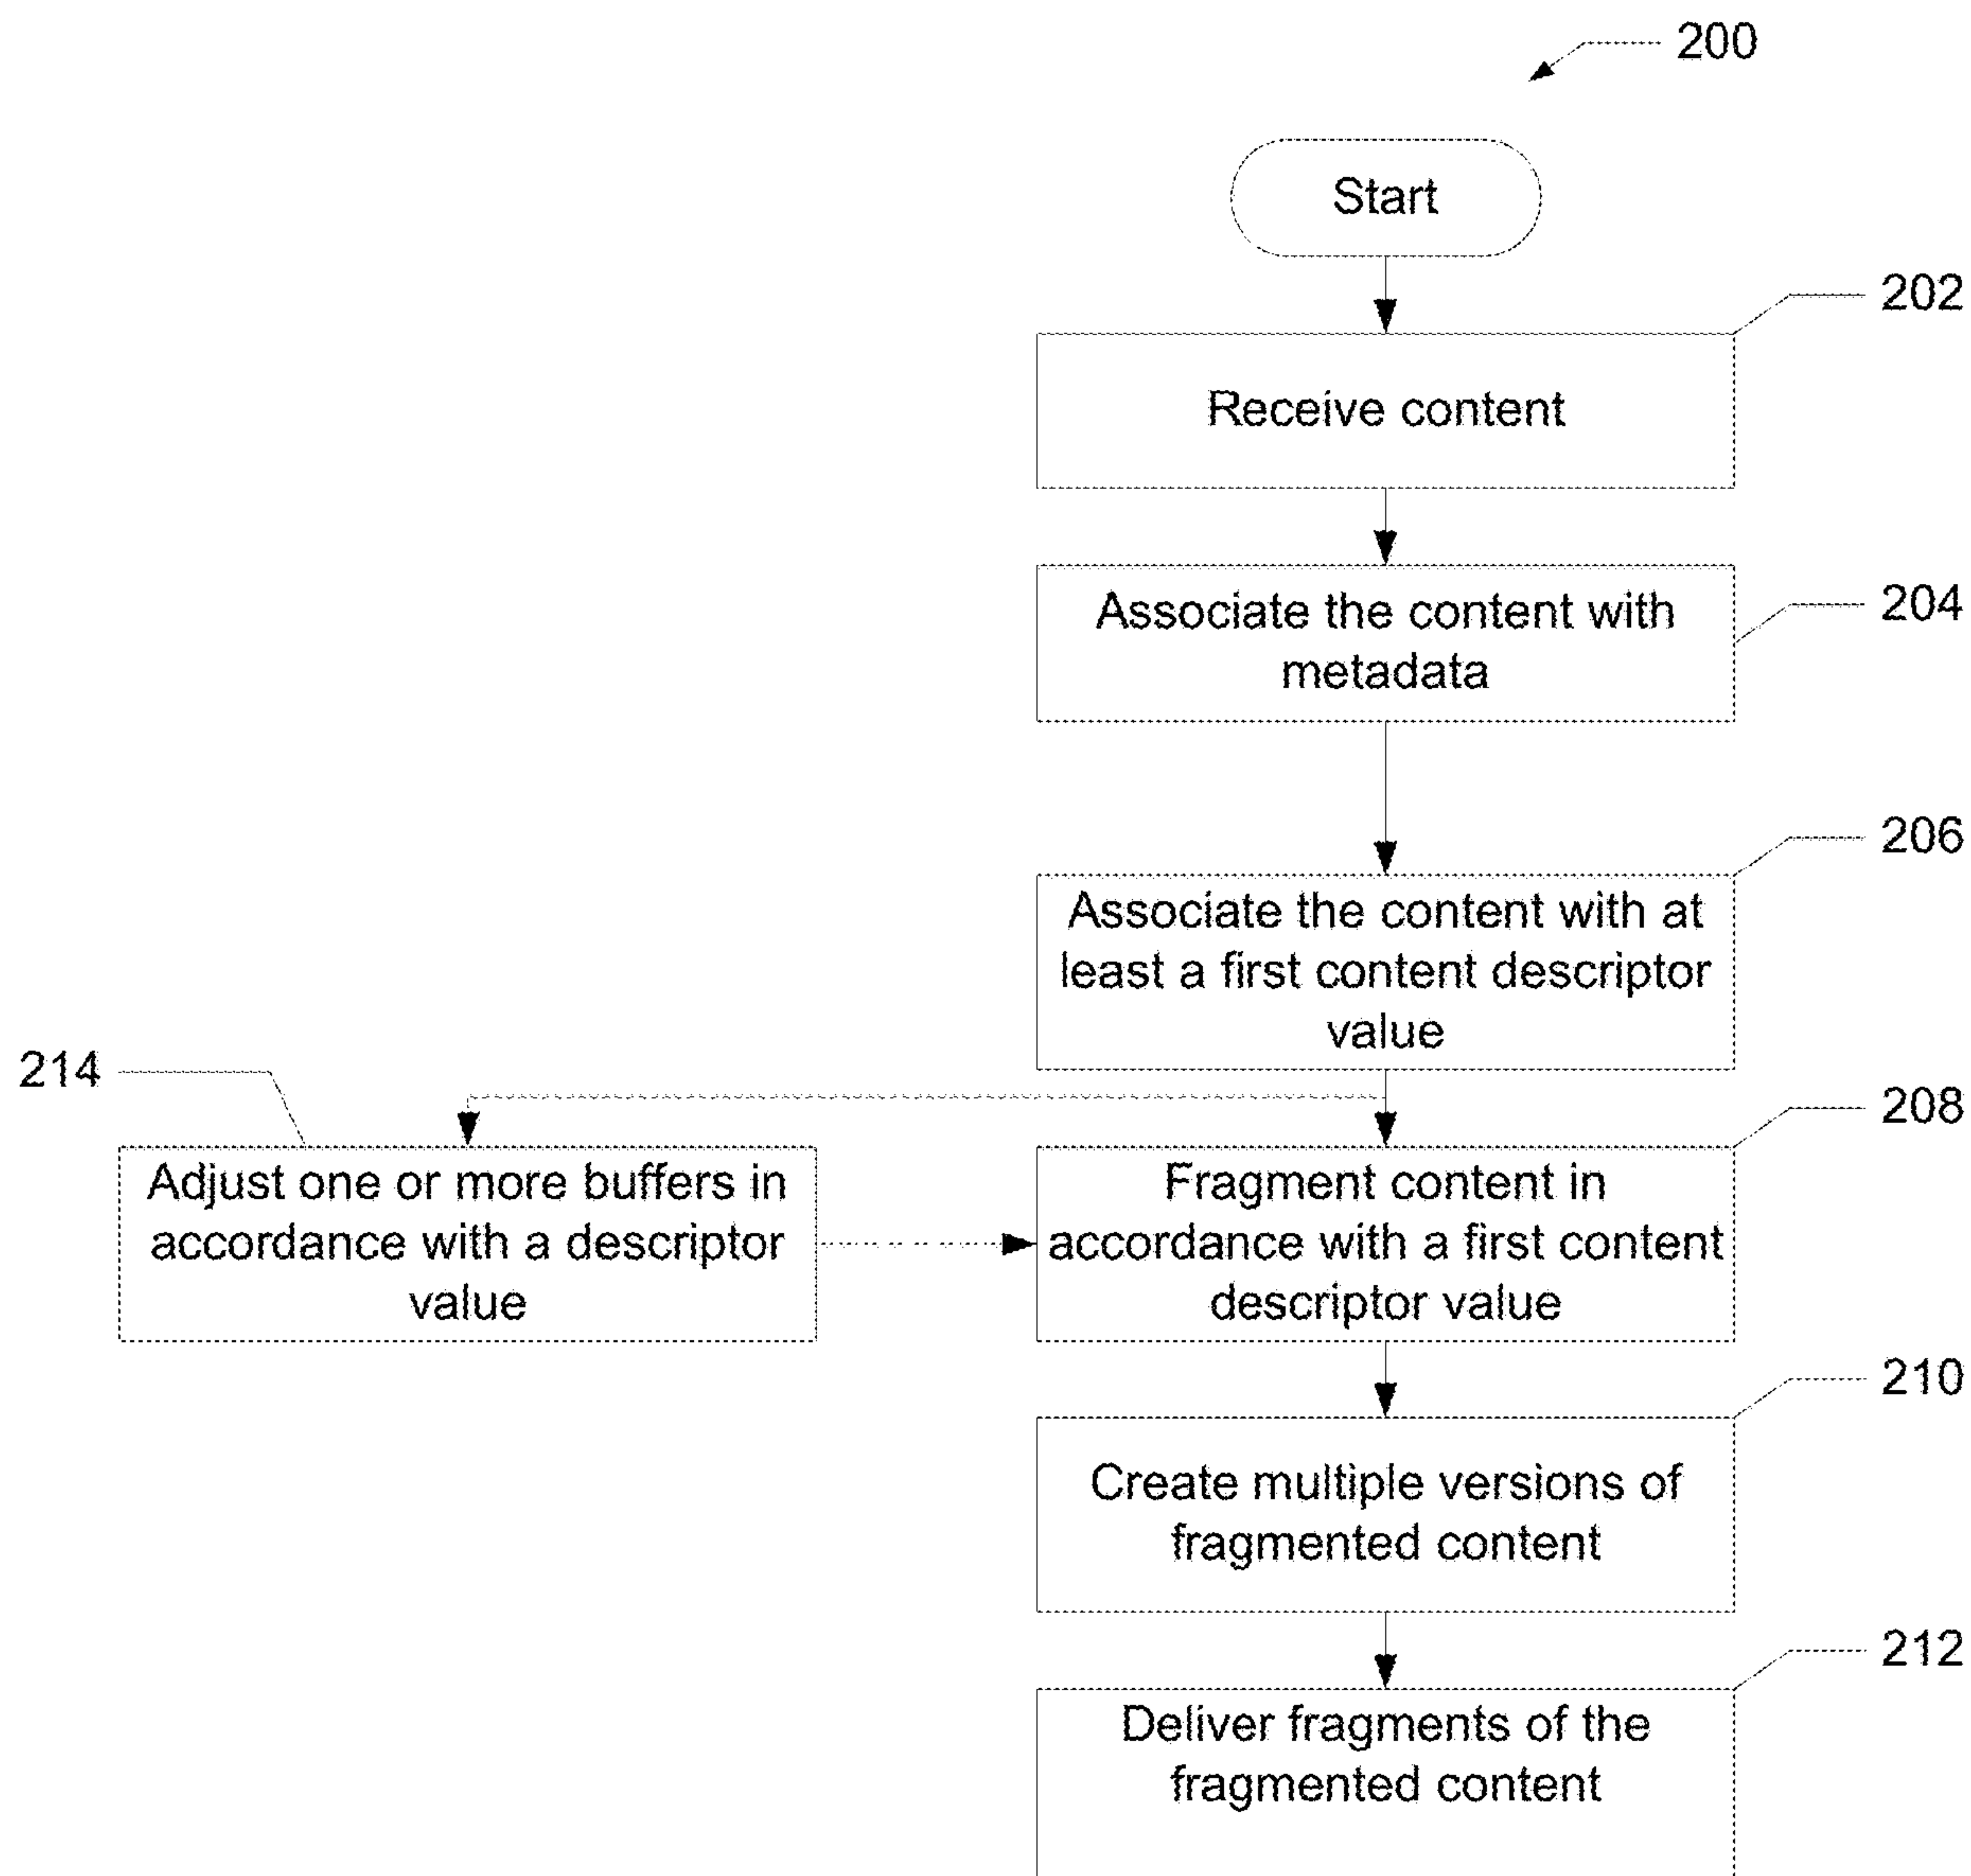 200
Start
202
Receive content
204
Associate the content with
metadata
206
Associate the content with at
least a first content descriptor
value
214
208
Adjust one or more buffers in
accordance with a descriptor
value
Fragment content in
accordance with a first content
descriptor value
210
Create multiple versions of
fragmented content
212
Deliver fragments of the
fragmented content